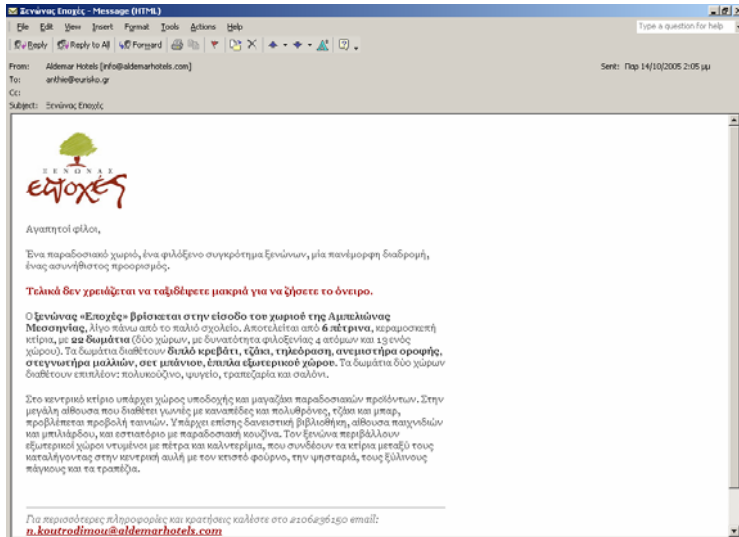 Ξενώνας Εποχές - Message (HTML)
File Edit View Insert Format Tools Actions Help
Type a question for help
Reply Reply to All Forward
From: Aldemar Hotels [info@aldemarhotels.com]
Sent: Παρ 14/10/2005 2:05 μμ
To: anthie@eurisko.gr
Cc:
Subject: Ξενώνας Εποχές
ΞΕΝΩΝΑΣ
εποχές
Αγαπητοί φίλοι,
Ένα παραδοσιακό χωριό, ένα φιλόξενο συγκρότημα ξενώνων, μία πανέμορφη διαδρομή,
ένας ασυνήθιστος προορισμός.
Τελικά δεν χρειάζεται να ταξιδέψετε μακριά για να ζήσετε το όνειρο.
Ο ξενώνας «Εποχές» βρίσκεται στην είσοδο του χωριού της Αμπελιώνας
Μεσσηνίας, λίγο πάνω από το παλιό σχολείο. Αποτελείται από 6 πέτρινα, κεραμοσκεπή
κτίρια, με 22 δωμάτια (δύο χώρων, με δυνατότητα φιλοξενίας 4 ατόμων και 13 ενός
χώρου). Τα δωμάτια διαθέτουν διπλό κρεβάτι, τζάκι, τηλεόραση, ανεμιστήρα οροφής,
στεγνωτήρα μαλλιών, σετ μπάνιου, έπιπλα εξωτερικού χώρου. Τα δωμάτια δύο χώρων
διαθέτουν επιπλέον: πολυκούζινο, ψυγείο, τραπεζαρία και σαλόνι.
Στο κεντρικό κτίριο υπάρχει χώρος υποδοχής και μαγαζάκι παραδοσιακών προϊόντων. Στην
μεγάλη αίθουσα που διαθέτει γωνιές με καναπέδες και πολυθρόνες, τζάκι και μπαρ,
προβλέπεται προβολή ταινιών. Υπάρχει επίσης δανειστική βιβλιοθήκη, αίθουσα παιχνιδιών
και μπιλιάρδου, και εστιατόριο με παραδοσιακή κουζίνα. Τον ξενώνα περιβάλλουν
εξωτερικοί χώροι ντυμένοι με πέτρα και καλντερίμια, που συνδέουν τα κτίρια μεταξύ τους
καταλήγοντας στην κεντρική αυλή με τον κτιστό φούρνο, την ψησταριά, τους ξύλινους
πάγκους και τα τραπέζια.
Για περισσότερες πληροφορίες και κρατήσεις καλέστε στο 2106236150 email:
n.koutrodimou@aldemarhotels.com